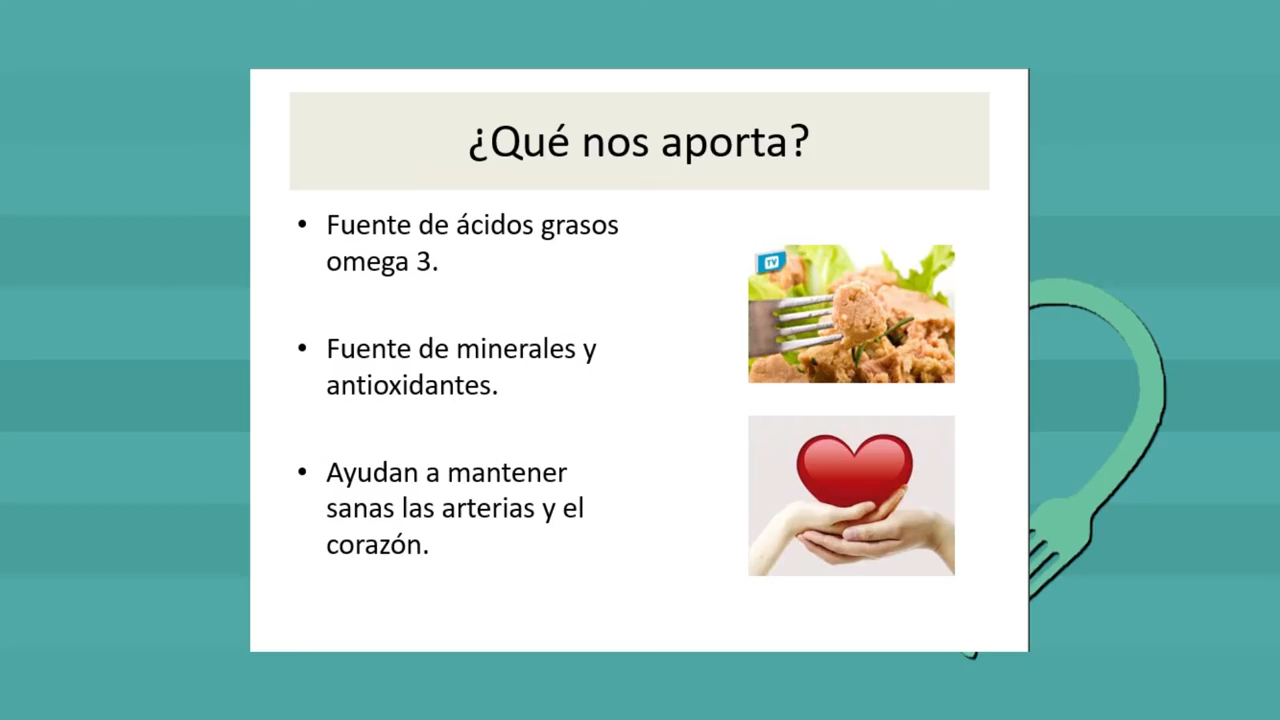 ¿Qué nos aporta?
• Fuente de ácidos grasos
omega 3.
• Fuente de minerales y
antioxidantes.
• Ayudan a mantener
sanas las arterias y el
corazón.
TV